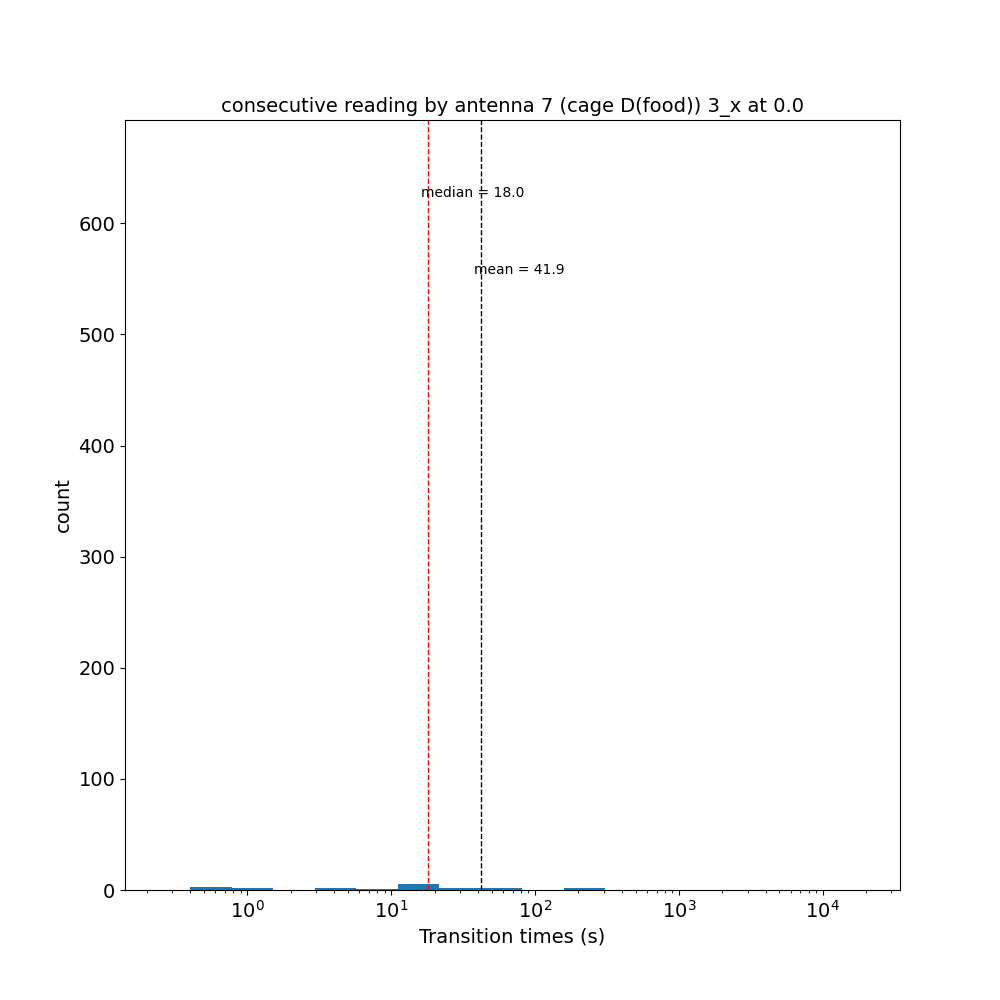 consecutive reading by antenna 7 (cage D(food)) 3_x at 0.0
median = 18.0
mean = 41.9
600
500
400
300
200
100
0
count
10^0 10^1 10^2 10^3 10^4
Transition times (s)